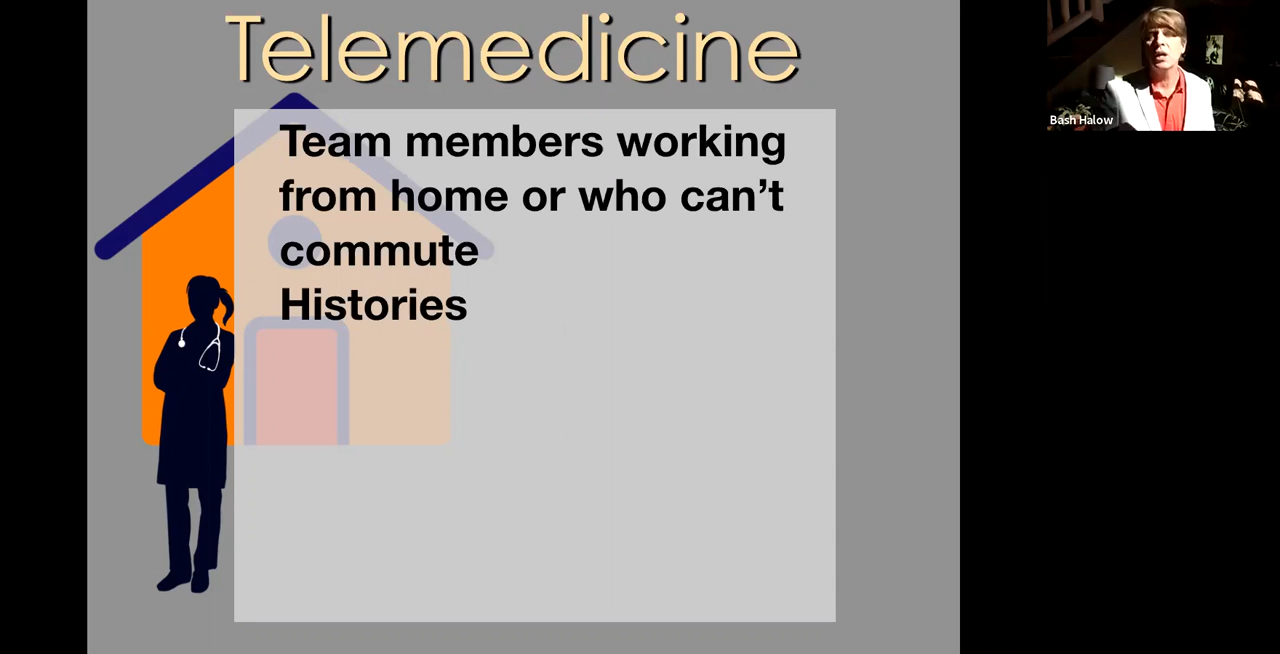 Telemedicine
Team members working
from home or who can’t
commute
Histories
Bash Halow